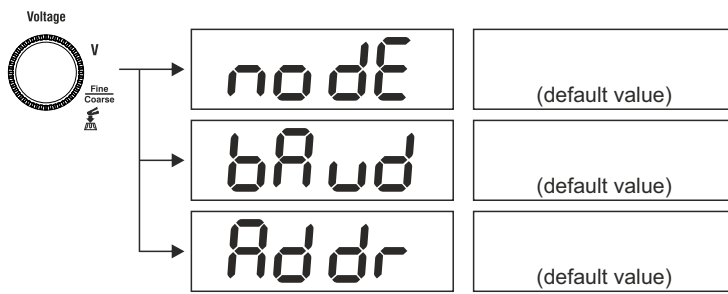 Voltage
V
Fine
Coarse
nodE
(default value)
bAud
(default value)
Addr
(default value)